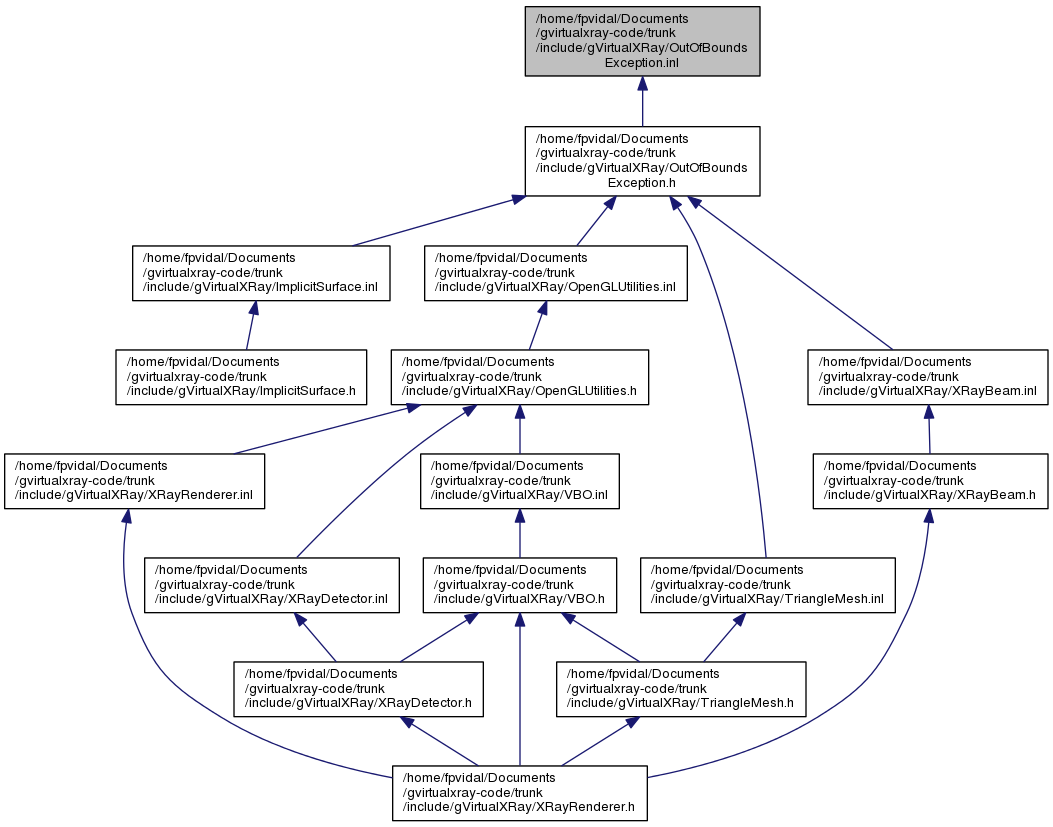 /home/fpvidal/Documents
/gvirtualxray-code/trunk
/include/gVirtualXRay/OutOfBounds
Exception.inl
/home/fpvidal/Documents
/gvirtualxray-code/trunk
/include/gVirtualXRay/OutOfBounds
Exception.h
/home/fpvidal/Documents
/gvirtualxray-code/trunk
/include/gVirtualXRay/ImplicitSurface.inl
/home/fpvidal/Documents
/gvirtualxray-code/trunk
/include/gVirtualXRay/OpenGLUtilities.inl
/home/fpvidal/Documents
/gvirtualxray-code/trunk
/include/gVirtualXRay/ImplicitSurface.h
/home/fpvidal/Documents
/gvirtualxray-code/trunk
/include/gVirtualXRay/OpenGLUtilities.h
/home/fpvidal/Documents
/gvirtualxray-code/trunk
/include/gVirtualXRay/XRayBeam.inl
/home/fpvidal/Documents
/gvirtualxray-code/trunk
/include/gVirtualXRay/XRayRenderer.inl
/home/fpvidal/Documents
/gvirtualxray-code/trunk
/include/gVirtualXRay/VBO.inl
/home/fpvidal/Documents
/gvirtualxray-code/trunk
/include/gVirtualXRay/XRayBeam.h
/home/fpvidal/Documents
/gvirtualxray-code/trunk
/include/gVirtualXRay/XRayDetector.inl
/home/fpvidal/Documents
/gvirtualxray-code/trunk
/include/gVirtualXRay/VBO.h
/home/fpvidal/Documents
/gvirtualxray-code/trunk
/include/gVirtualXRay/TriangleMesh.inl
/home/fpvidal/Documents
/gvirtualxray-code/trunk
/include/gVirtualXRay/XRayDetector.h
/home/fpvidal/Documents
/gvirtualxray-code/trunk
/include/gVirtualXRay/TriangleMesh.h
/home/fpvidal/Documents
/gvirtualxray-code/trunk
/include/gVirtualXRay/XRayRenderer.h